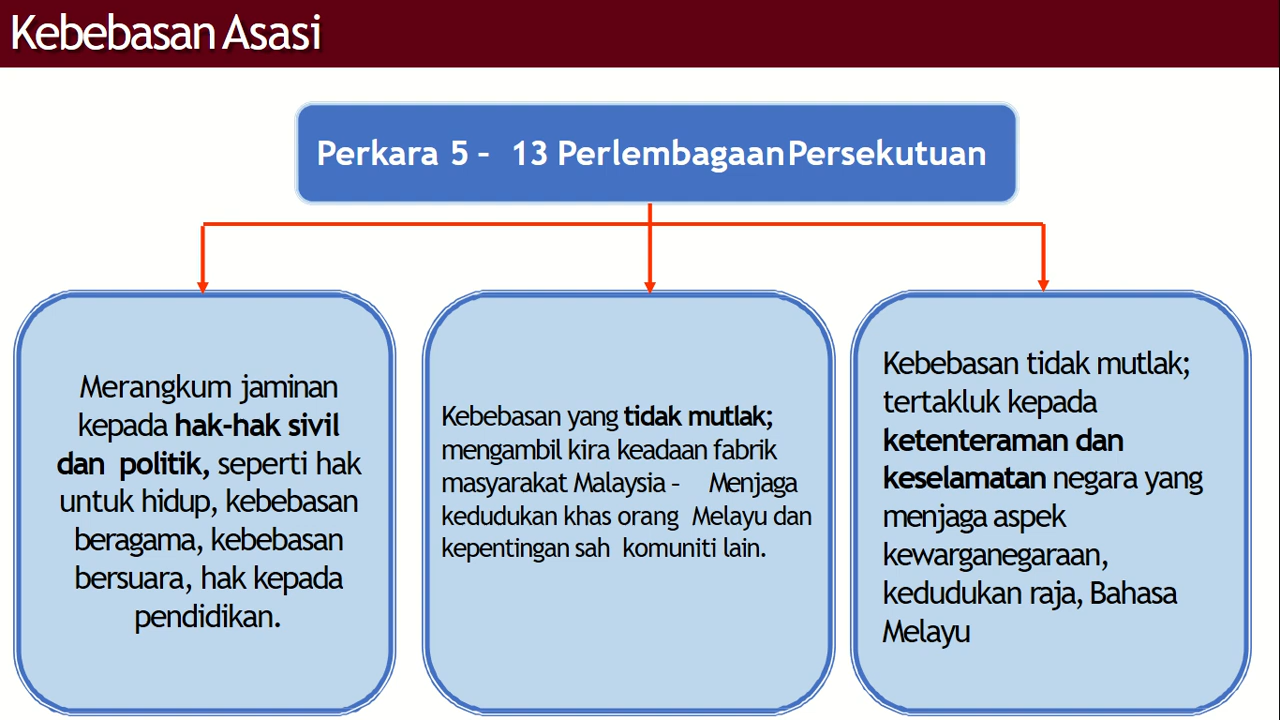 Kebebasan Asasi
Perkara 5 - 13 Perlembagaan Persekutuan
Merangkum jaminan
kepada hak-hak sivil
dan politik, seperti hak
untuk hidup, kebebasan
beragama, kebebasan
bersuara, hak kepada
pendidikan.
Kebebasan yang tidak mutlak;
mengambil kira keadaan fabrik
masyarakat Malaysia - Menjaga
kedudukan khas orang Melayu dan
kepentingan sah komuniti lain.
Kebebasan tidak mutlak;
tertakluk kepada
ketenteraman dan
keselamatan negara yang
menjaga aspek
kewarganegaraan,
kedudukan raja, Bahasa
Melayu